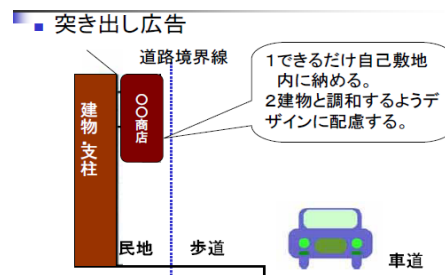 突き出し広告
道路境界線
1できるだけ自己敷地
内に納める。
2建物と調和するようデ
ザインに配慮する。
建物・支柱
〇〇商店
民地
歩道
車道